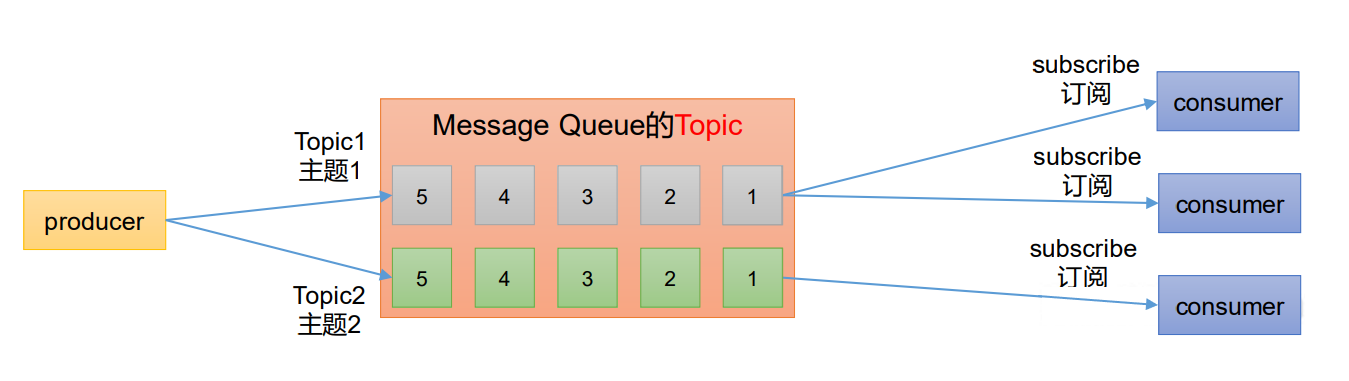 subscribe
订阅
consumer
Message Queue的Topic
Topic1
主题1
5 4 3 2 1
subscribe
订阅
consumer
producer
5 4 3 2 1
subscribe
订阅
consumer
Topic2
主题2